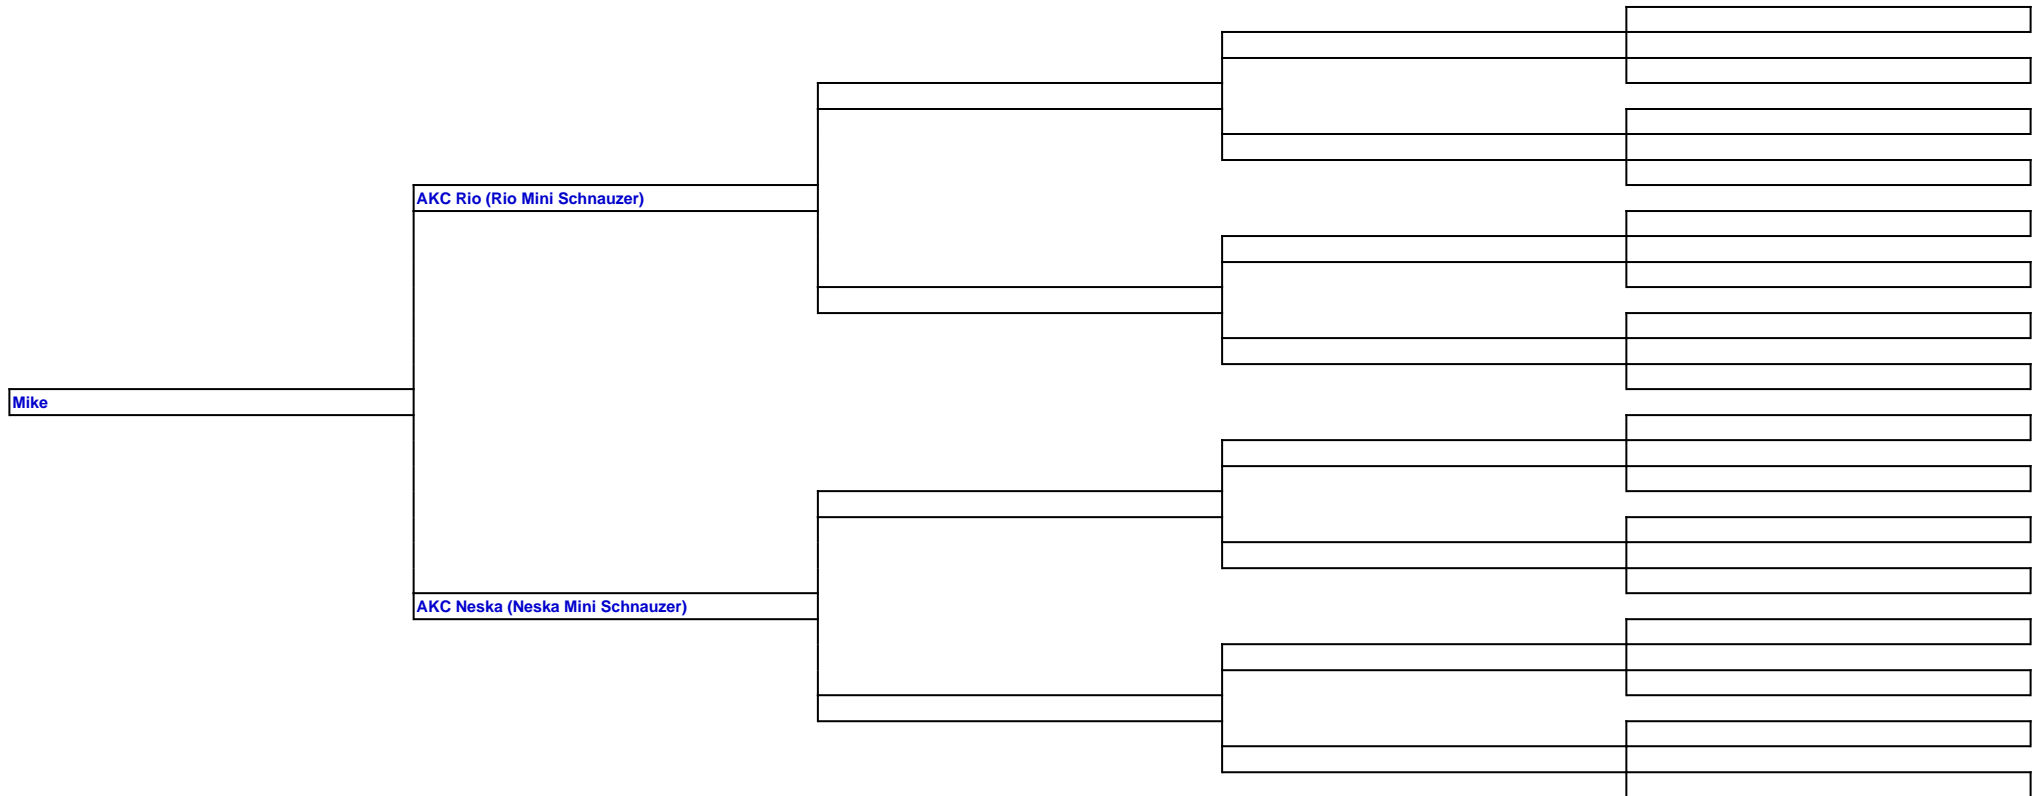 AKC Rio (Rio Mini Schnauzer)
Mike
AKC Neska (Neska Mini Schnauzer)